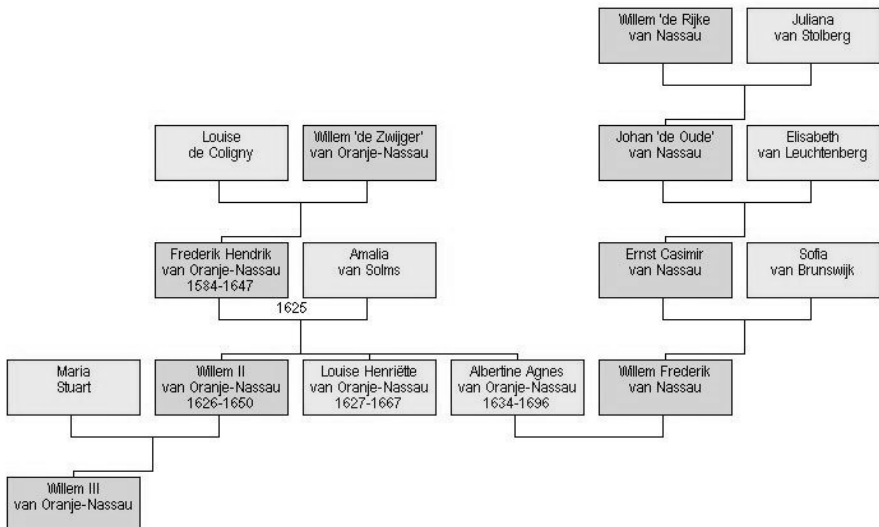 Willem 'de Rijke
van Nassau
Juliana
van Stolberg
Louise
de Coligny
Willem 'de Zwijger'
van Oranje-Nassau
Johan 'de Oude'
van Nassau
Elisabeth
van Leuchtenberg
Frederik Hendrik
van Oranje-Nassau
1584-1647
Amalia
van Solms
Ernst Casimir
van Nassau
Sofia
van Brunswijk
1625
Maria
Stuart
Willem II
van Oranje-Nassau
1626-1650
Louise Henriëtte
van Oranje-Nassau
1627-1667
Albertine Agnes
van Oranje-Nassau
1634-1696
Willem Frederik
van Nassau
Willem III
van Oranje-Nassau